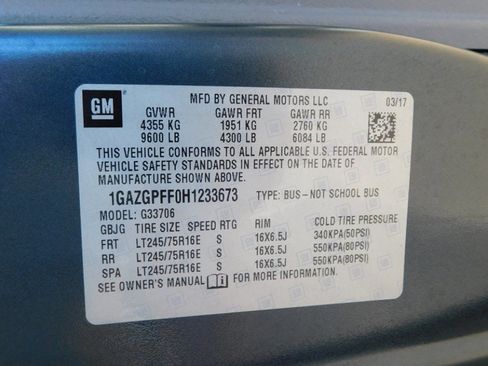 GM
MFD BY GENERAL MOTORS LLC
03/17
GVWR GAWR FRT GAWR RR
4355 KG 1951 KG 2760 KG
9600 LB 4300 LB 6084 LB
THIS VEHICLE CONFORMS TO ALL APPLICABLE U.S. FEDERAL MOTOR
VEHICLE SAFETY STANDARDS IN EFFECT ON THE DATE OF
MANUFACTURE SHOWN ABOVE.
1GAZGPFF0H1233673 TYPE: BUS-NOT SCHOOL BUS
MODEL: G33706
GBJG TIRE SIZE SPEED RTG RIM COLD TIRE PRESSURE
FRT LT245/75R16E S 16X6.5J 340KPA(50PSI)
RR LT245/75R16E S 16X6.5J 550KPA(80PSI)
SPA LT245/75R16E S 16X6.5J 550KPA(80PSI)
SEE OWNER'S MANUAL FOR MORE INFORMATION.